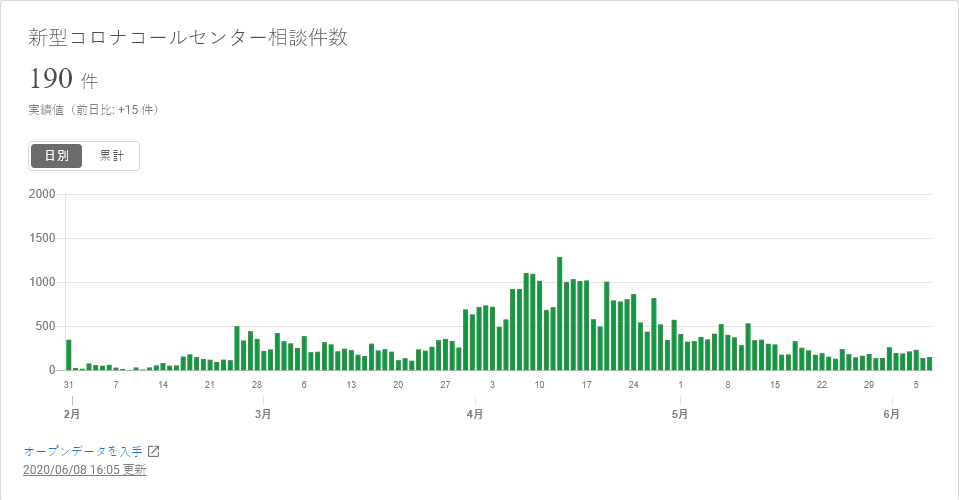 新型コロナコールセンター相談件数
190 件
実績値（前日比: +15 件）
日別 累計
2000
1500
1000
500
0
31 7 14 21 28 6 13 20 27 3 10 17 24 1 8 15 22 29 5
2月 3月 4月 5月 6月
オープンデータを入手
2020/06/08 16:05 更新